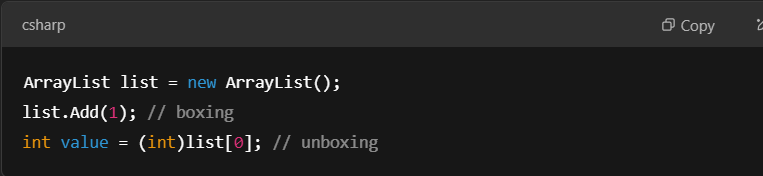 csharp
Copy
ArrayList list = new ArrayList();
list.Add(1); // boxing
int value = (int)list[0]; // unboxing